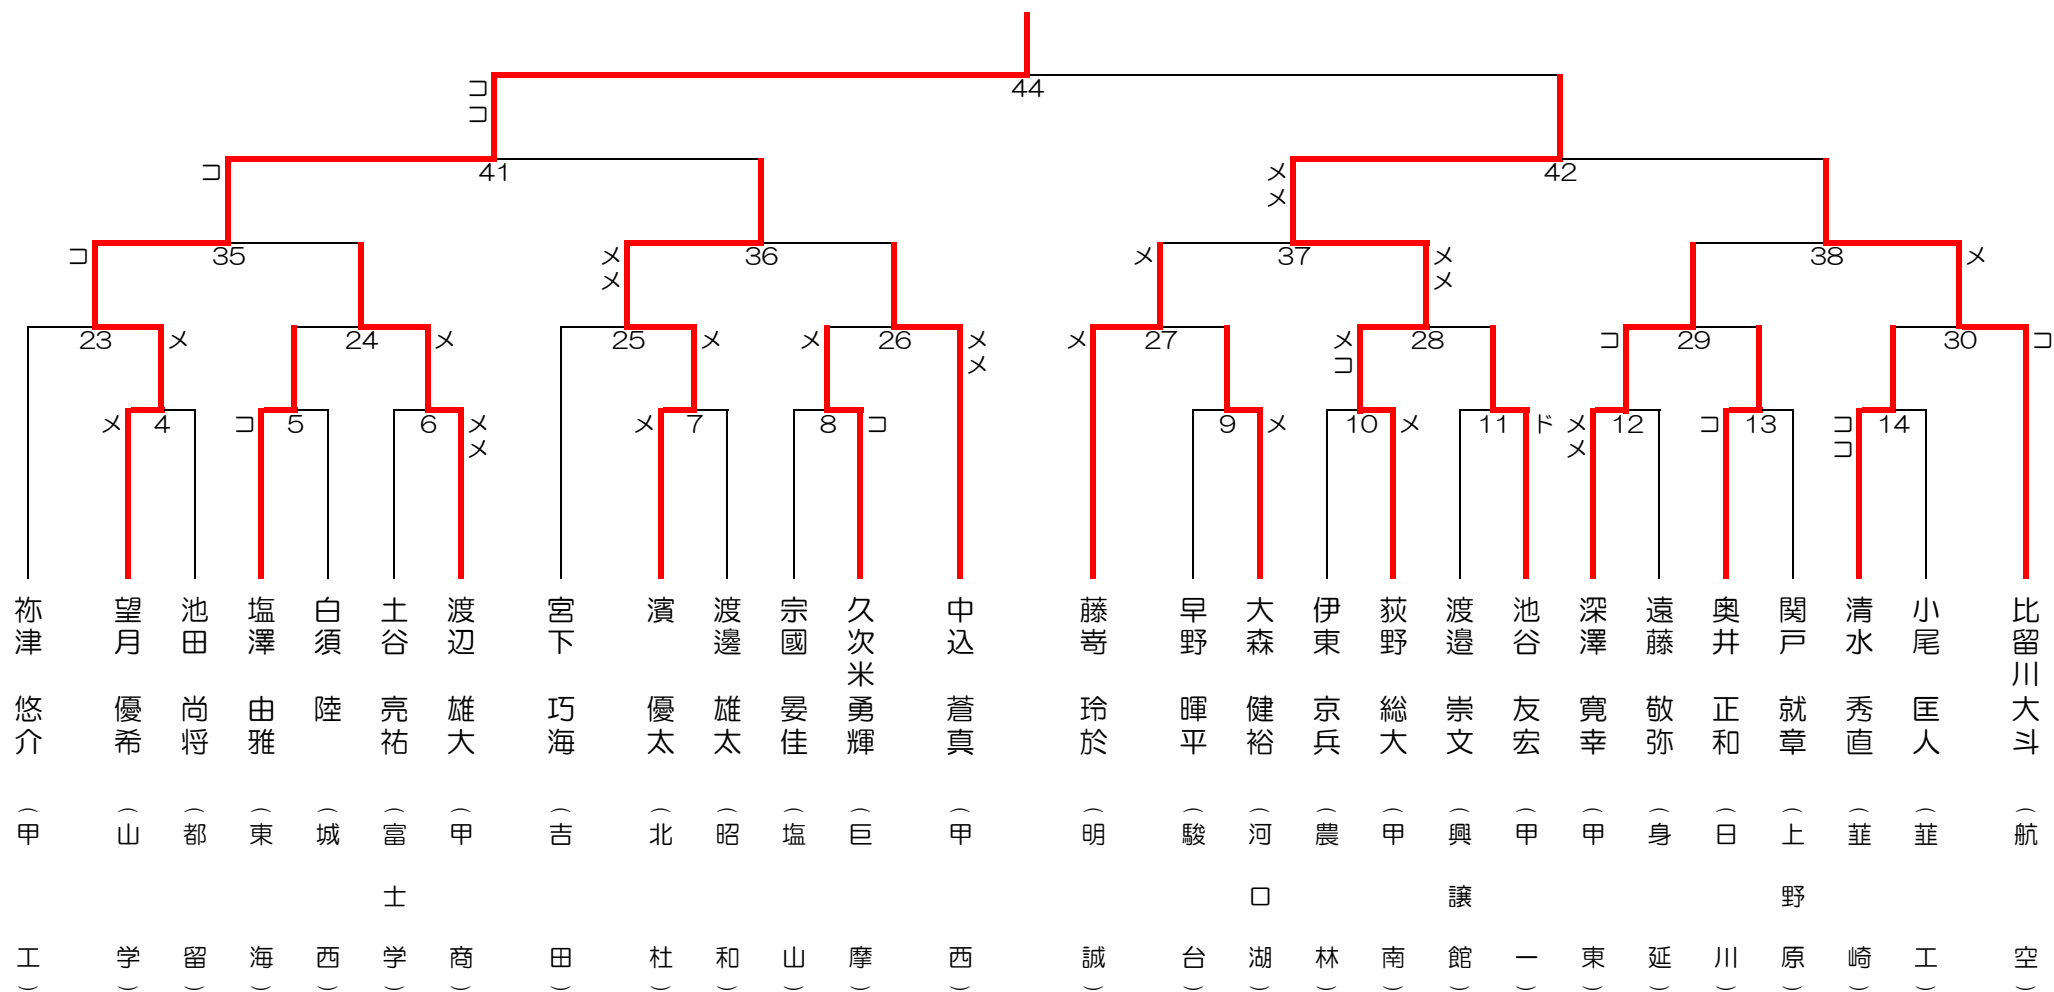 44
コ
コ
41
42
コ
メ
メ
35
36
37
38
コ
メ
メ
メ
メ
メ
メ
23
メ
24
メ
25
メ
メ
26
メ
メ
メ
27
メ
コ
28
コ
29
30
コ
メ
4
コ
5
6
メ
メ
メ
7
8
コ
9
メ
10
メ
11
ド
メ
メ
12
コ
13
コ
コ
14
祢津 悠介 (甲工)
望月 優希 (山学)
池田 尚将 (都留)
塩澤 由雅 (東海)
白須 陸 (城西)
土谷 亮祐 (富士学)
渡辺 雄大 (甲商)
宮下 巧海 (吉田)
濱 優太 (北杜)
渡邊 雄太 (昭和)
宗國 晏佳 (塩山)
久次米勇輝 (巨摩)
中込 蒼真 (甲西)
藤嵜 玲於 (明誠)
早野 暉平 (駿台)
大森 健裕 (河口湖)
伊東 京兵 (農林)
荻野 総大 (甲南)
渡邉 崇文 (興譲館)
池谷 友宏 (甲一)
深澤 寛幸 (甲東)
遠藤 敬弥 (身延)
奥井 正和 (日川)
関戸 就章 (上野原)
清水 秀直 (韮崎)
小尾 匡人 (韮工)
比留川大斗 (航空)